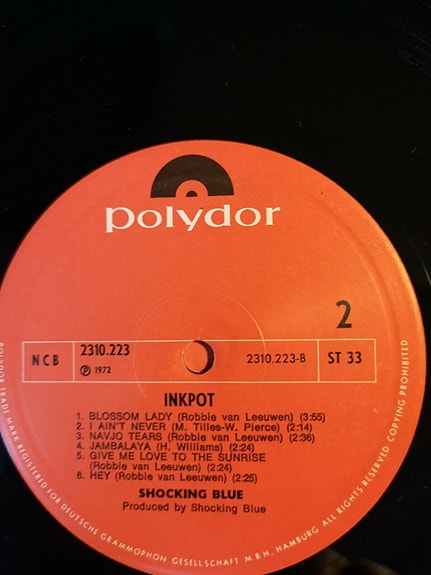 polydor
2
NCB
2310.223
℗ 1972
2310.223-B
ST 33
INKPOT
1. BLOSSOM LADY (Robbie van Leeuwen) (3:55)
2. I AIN'T NEVER (M. Tilles-W. Pierce) (2:14)
3. NAVJO TEARS (Robbie van Leeuwen) (2:36)
4. JAMBALAYA (H. Williams) (2:24)
5. GIVE ME LOVE TO THE SUNRISE
(Robbie van Leeuwen) (2:24)
6. HEY (Robbie van Leeuwen) (2:25)
SHOCKING BLUE
Produced by Shocking Blue
POLYDOR TRADE MARK REGISTERED FOR DEUTSCHE GRAMMOPHON GESELLSCHAFT M.B.H. HAMBURG ALL RIGHTS RESERVED COPYING PROHIBITED